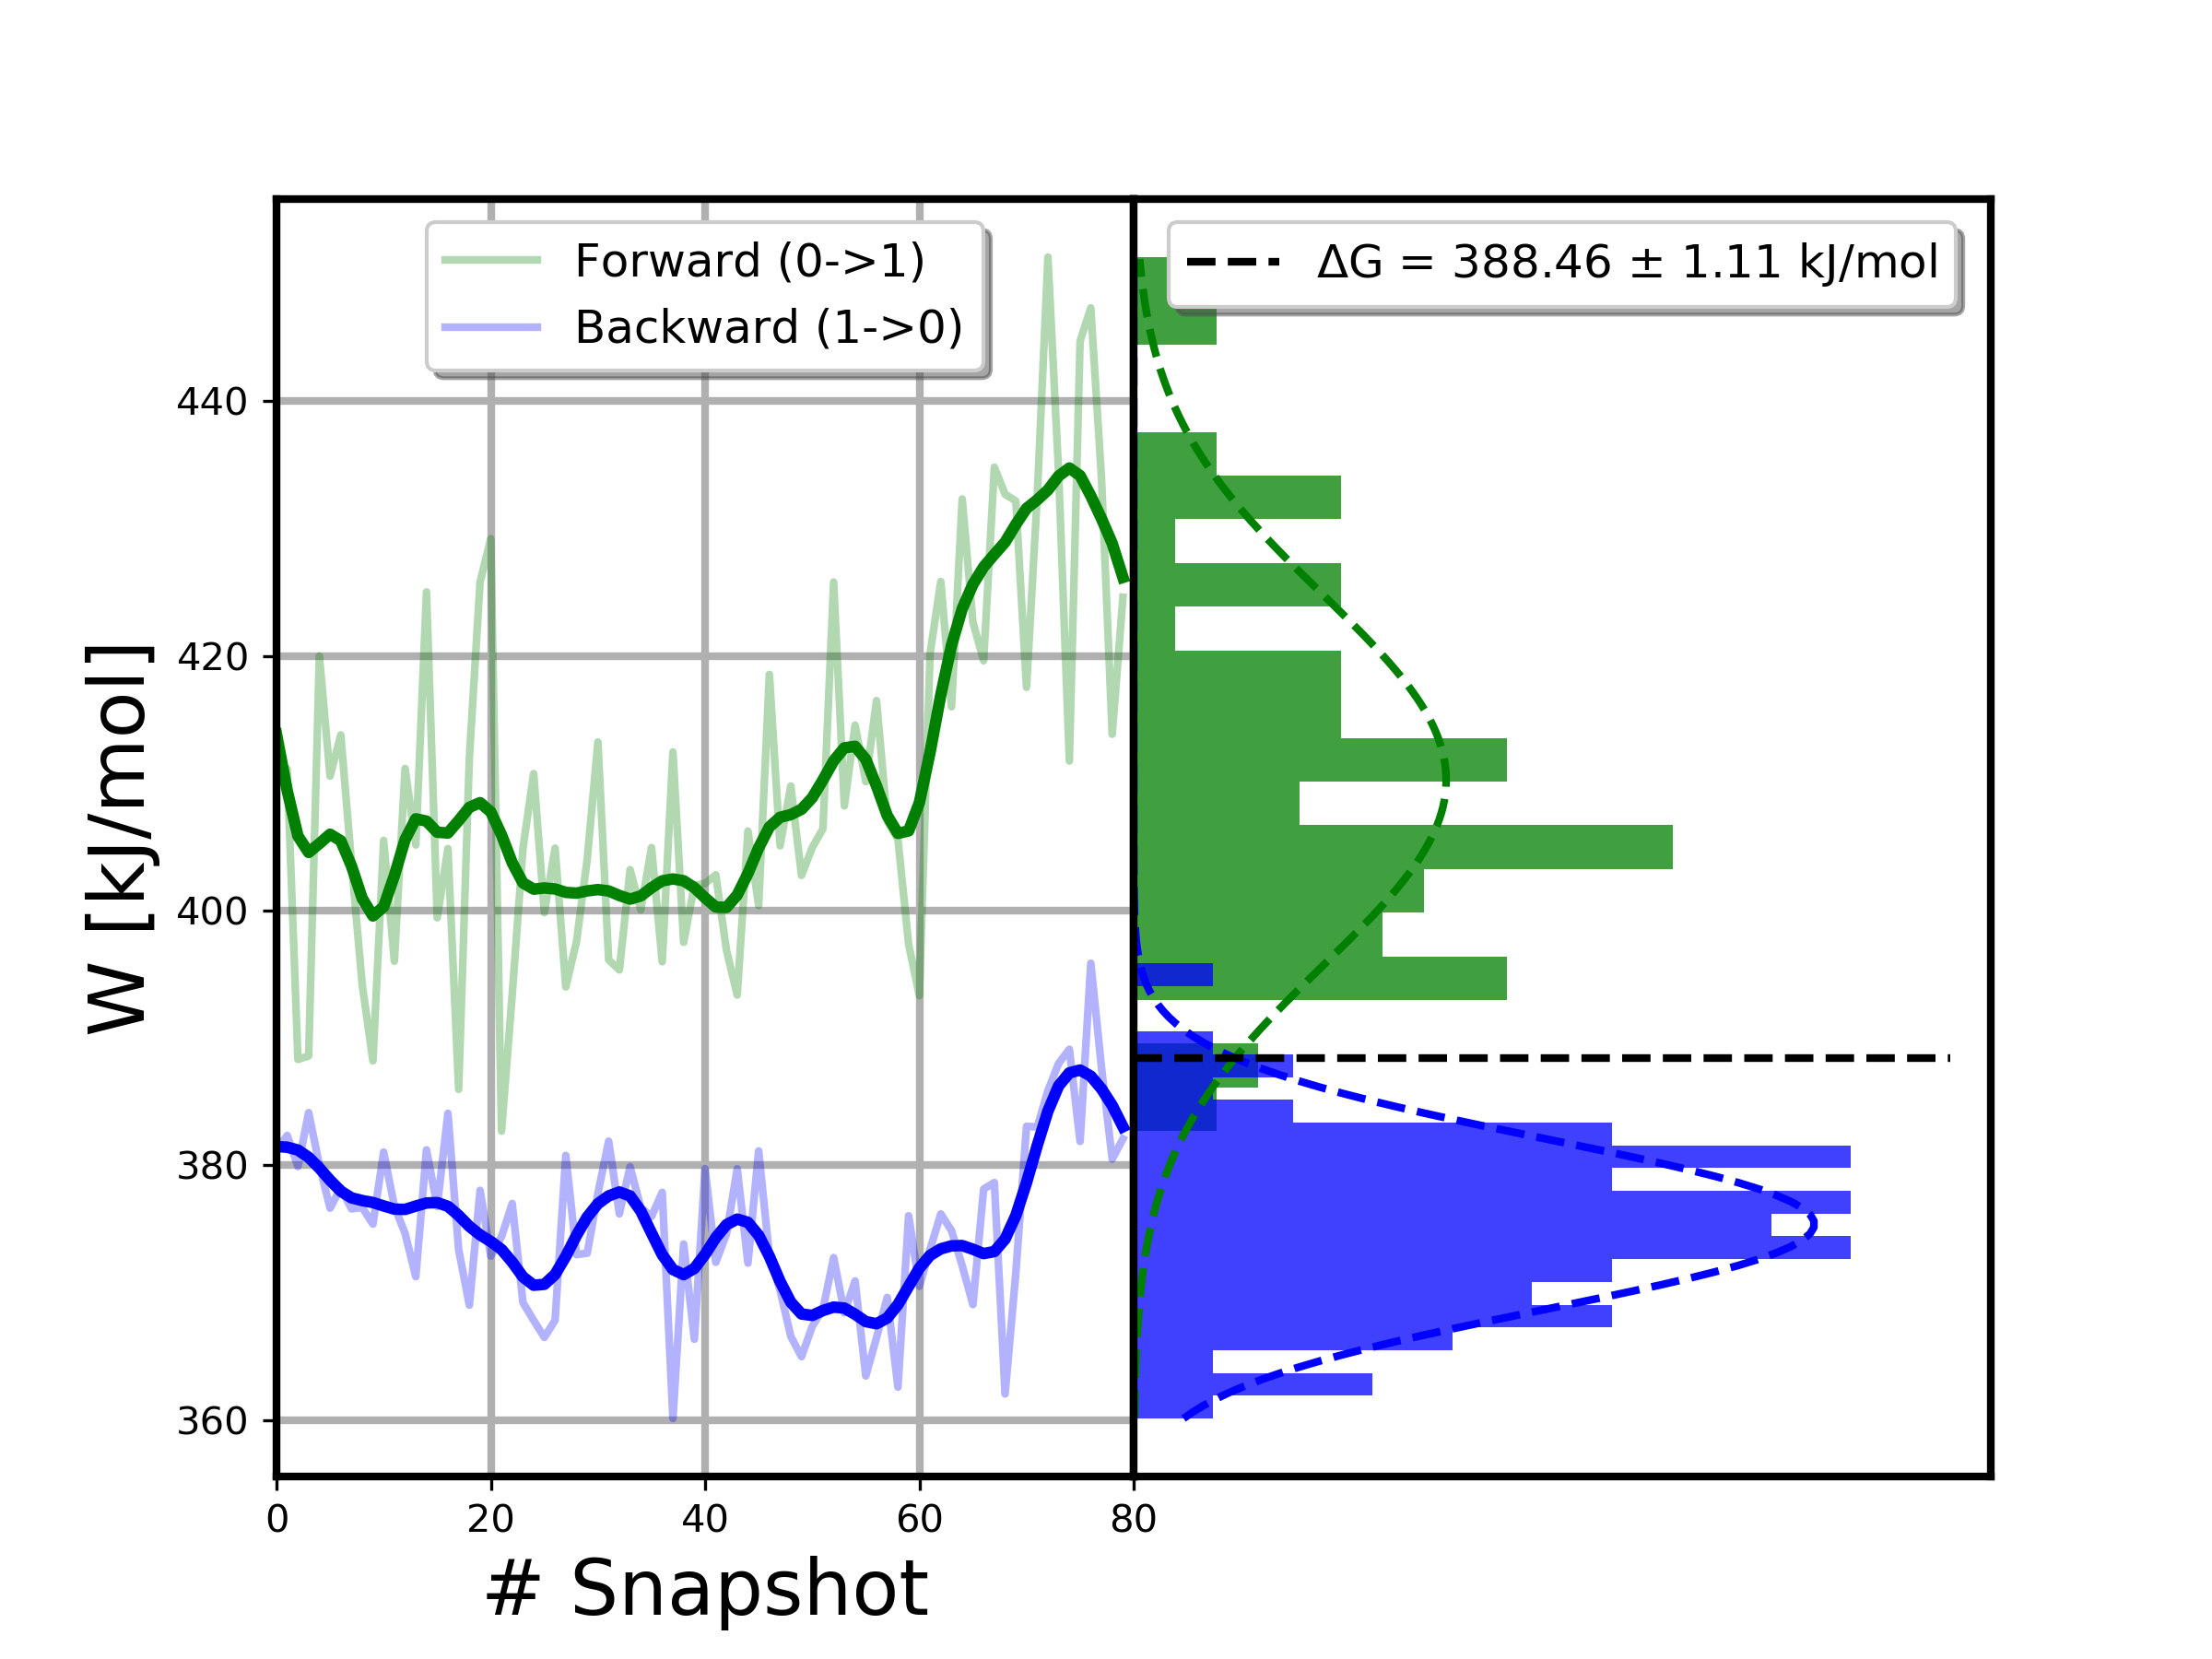 Forward (0->1)
Backward (1->0)
ΔG = 388.46 ± 1.11 kJ/mol
W [kJ/mol]
440
420
400
380
360
0 20 40 60 80
# Snapshot